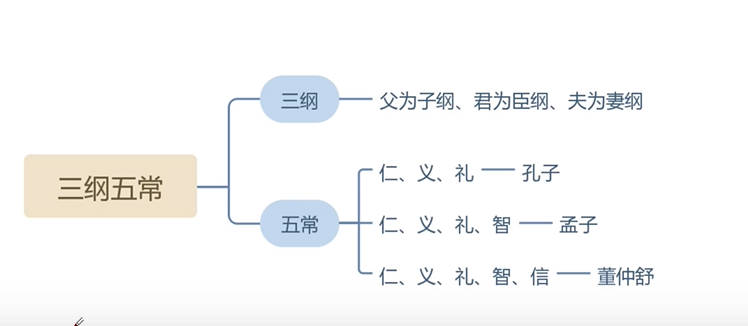 三纲五常
三纲
父为子纲、君为臣纲、夫为妻纲
五常
仁、义、礼 孔子
仁、义、礼、智 孟子
仁、义、礼、智、信 董仲舒